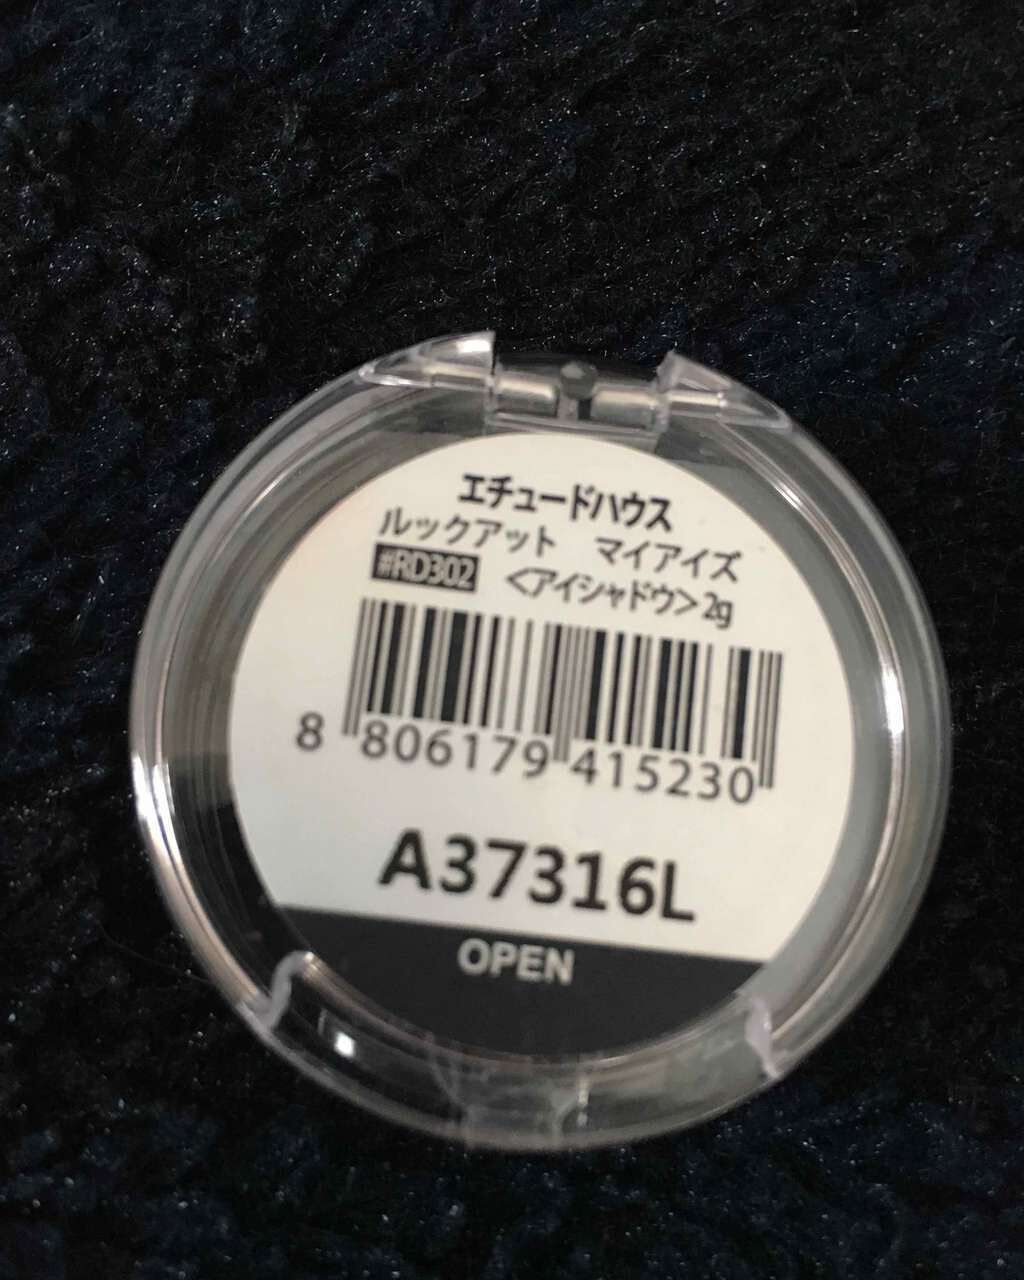 エチュードハウス
ルックアット　マイアイズ
#RD302 <アイシャドウ>2g
8 806179 415230
A37316L
OPEN